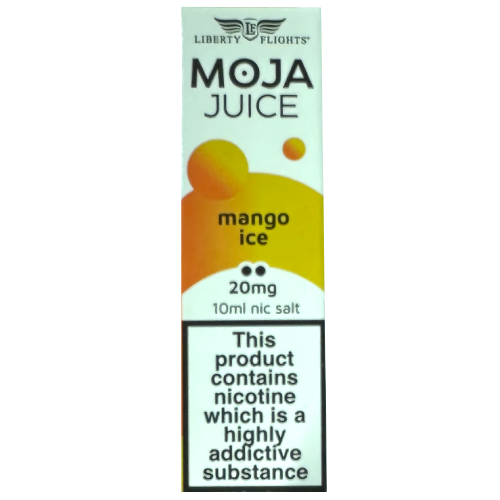 LF
LIBERTY FLIGHTS®
MOJA
JUICE
mango
ice
20mg
10ml nic salt
This
product
contains
nicotine
which is a
highly
addictive
substance